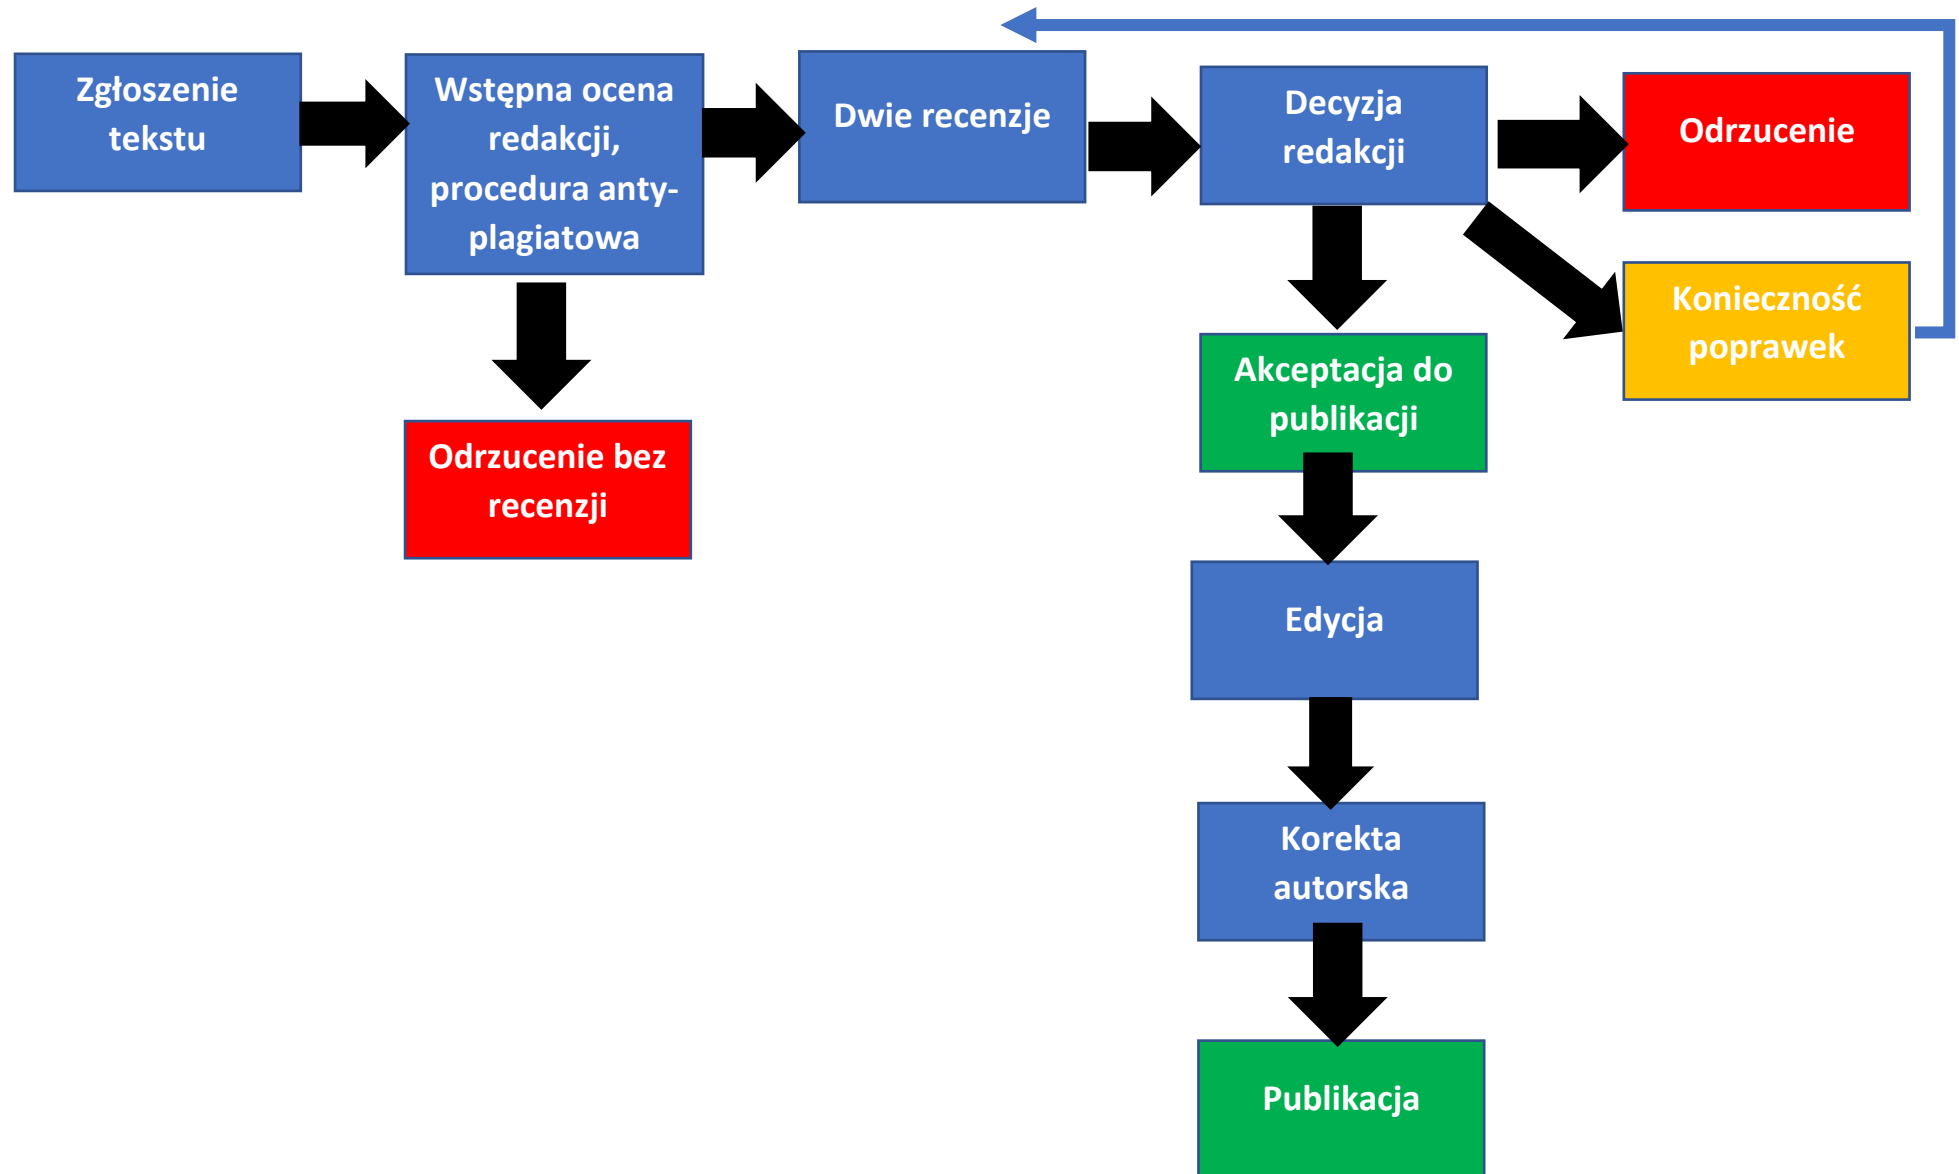 Zgłoszenie
tekstu
Wstępna ocena
redakcji,
procedura anty-
plagiatowa
Dwie recenzje
Decyzja
redakcji
Odrzucenie
Konieczność
poprawek
Akceptacja do
publikacji
Odrzucenie bez
recenzji
Edycja
Korekta
autorska
Publikacja